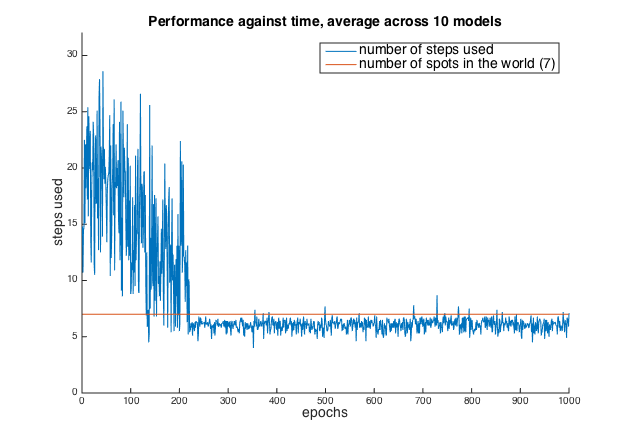 Performance against time, average across 10 models
number of steps used
number of spots in the world (7)
30
25
20
15
10
5
0
steps used
0 100 200 300 400 500 600 700 800 900 1000
epochs